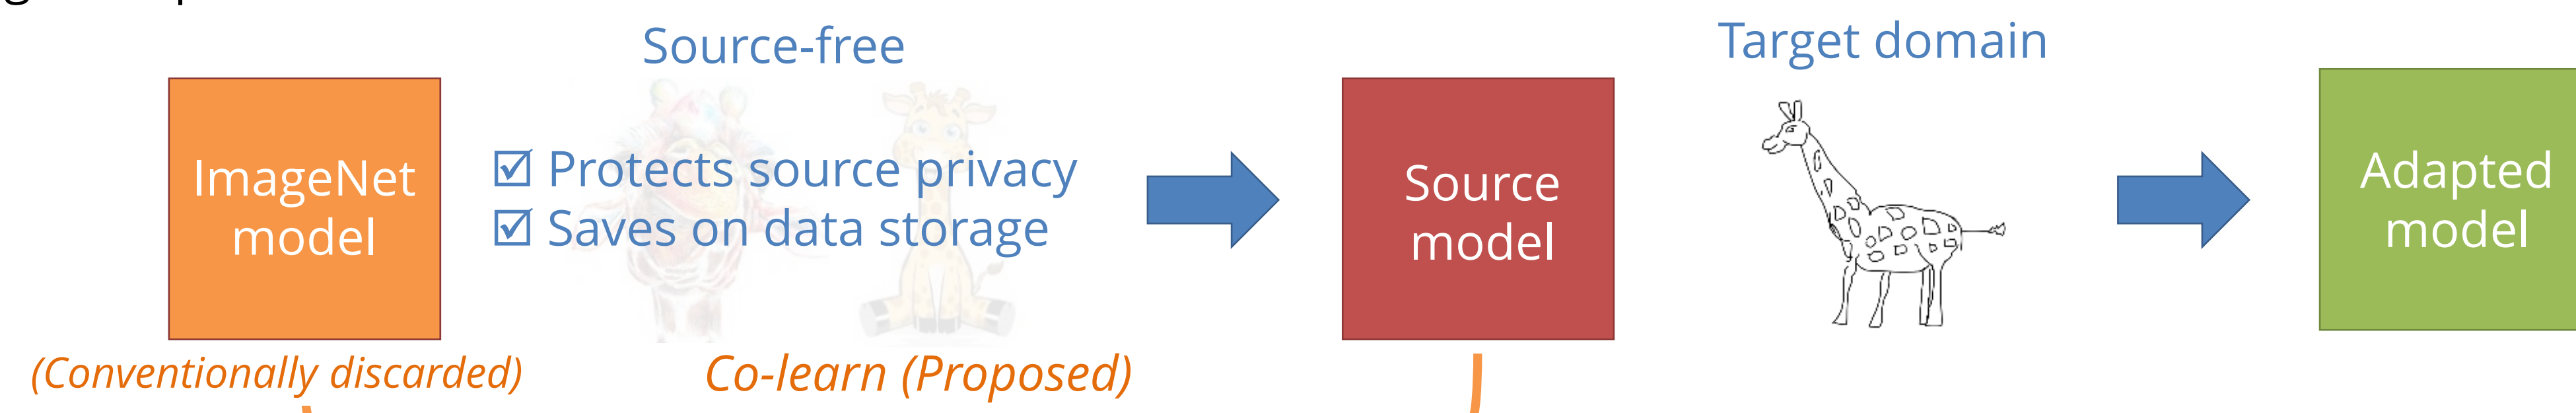 Source-free
Target domain
ImageNet
model
☑ Protects source privacy
☑ Saves on data storage
Source
model
Adapted
model
(Conventionally discarded)
Co-learn (Proposed)